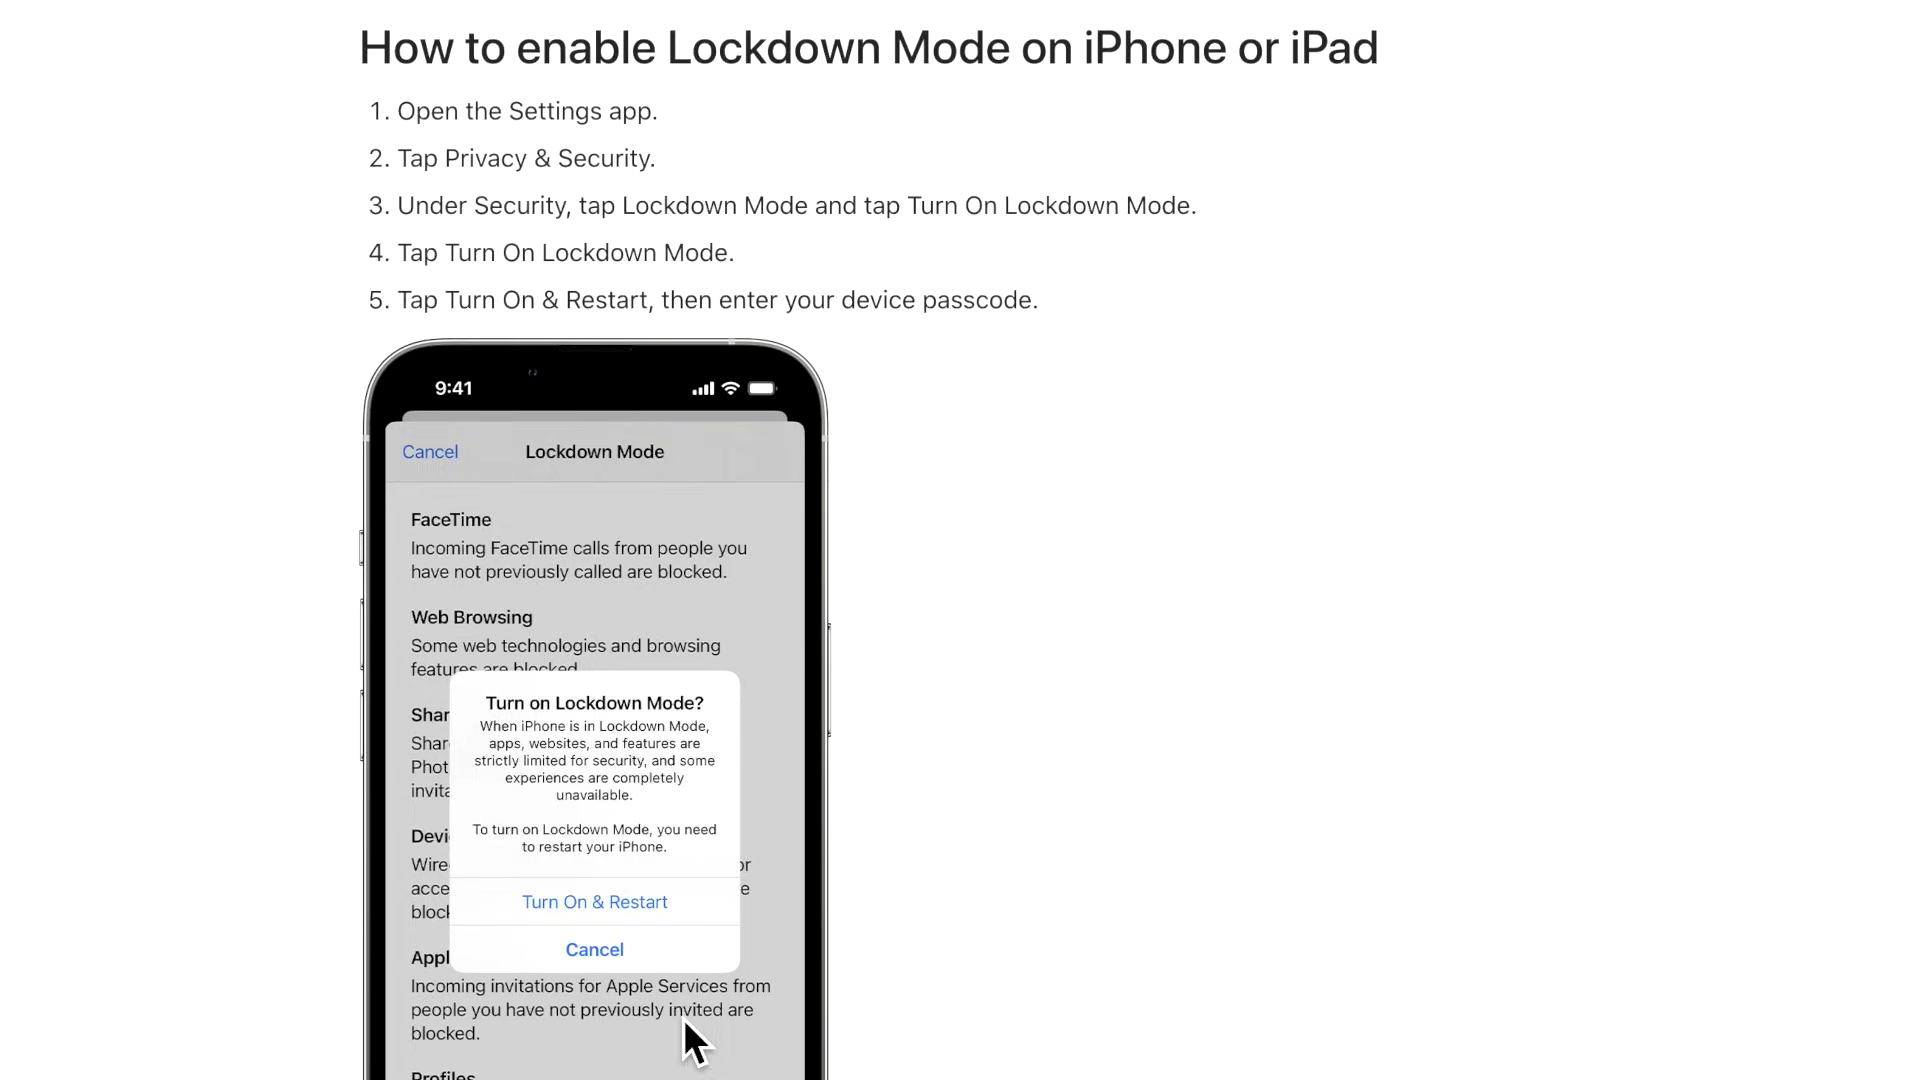 How to enable Lockdown Mode on iPhone or iPad
1. Open the Settings app.
2. Tap Privacy & Security.
3. Under Security, tap Lockdown Mode and tap Turn On Lockdown Mode.
4. Tap Turn On Lockdown Mode.
5. Tap Turn On & Restart, then enter your device passcode.
9:41
Cancel Lockdown Mode
FaceTime
Incoming FaceTime calls from people you
have not previously called are blocked.
Web Browsing
Some web technologies and browsing
features are blocked
Turn on Lockdown Mode?
When iPhone is in Lockdown Mode,
apps, websites, and features are
strictly limited for security, and some
experiences are completely
unavailable.
To turn on Lockdown Mode, you need
to restart your iPhone.
Turn On & Restart
Cancel
Incoming invitations for Apple Services from
people you have not previously invited are
blocked.
Profiles